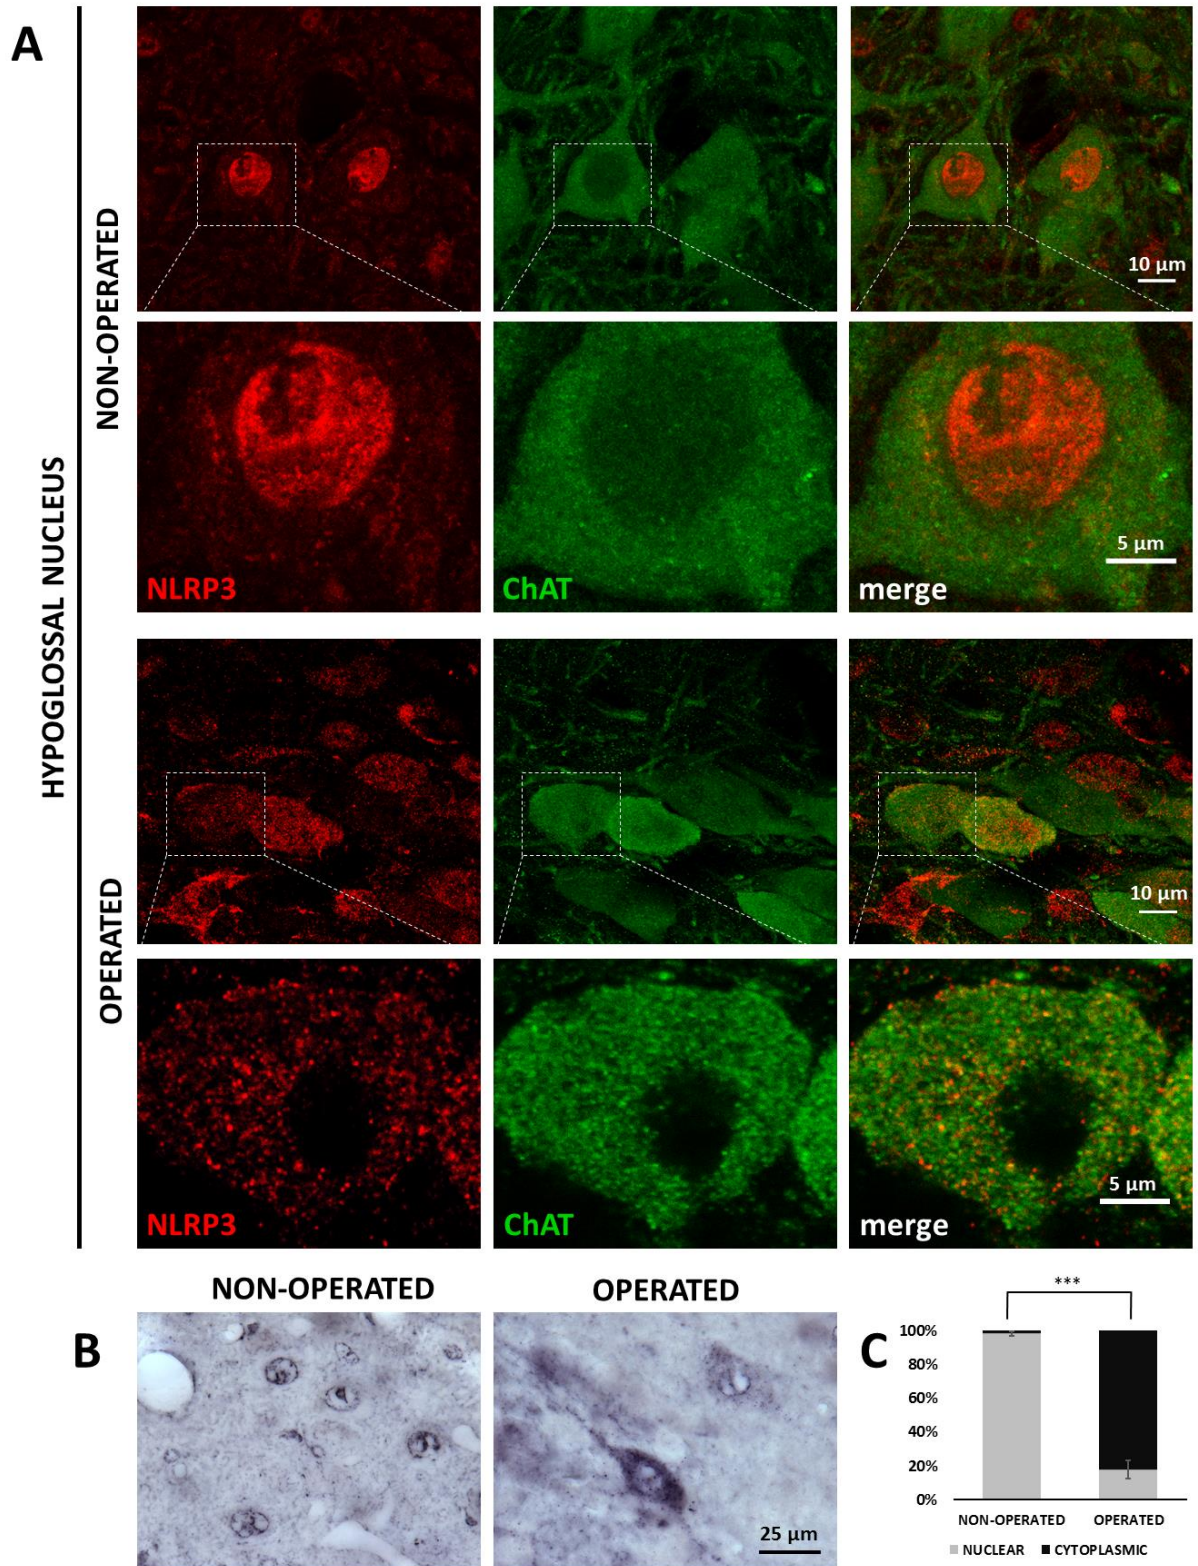 A
HYPOGLOSSAL NUCLEUS
NON-OPERATED
10 µm
5 µm
NLRP3
ChAT
merge
OPERATED
10 µm
5 µm
NLRP3
ChAT
merge
NON-OPERATED
OPERATED
B
25 µm
C
***
100%
80%
60%
40%
20%
0%
NON-OPERATED
OPERATED
NUCLEAR
CYTOPLASMIC